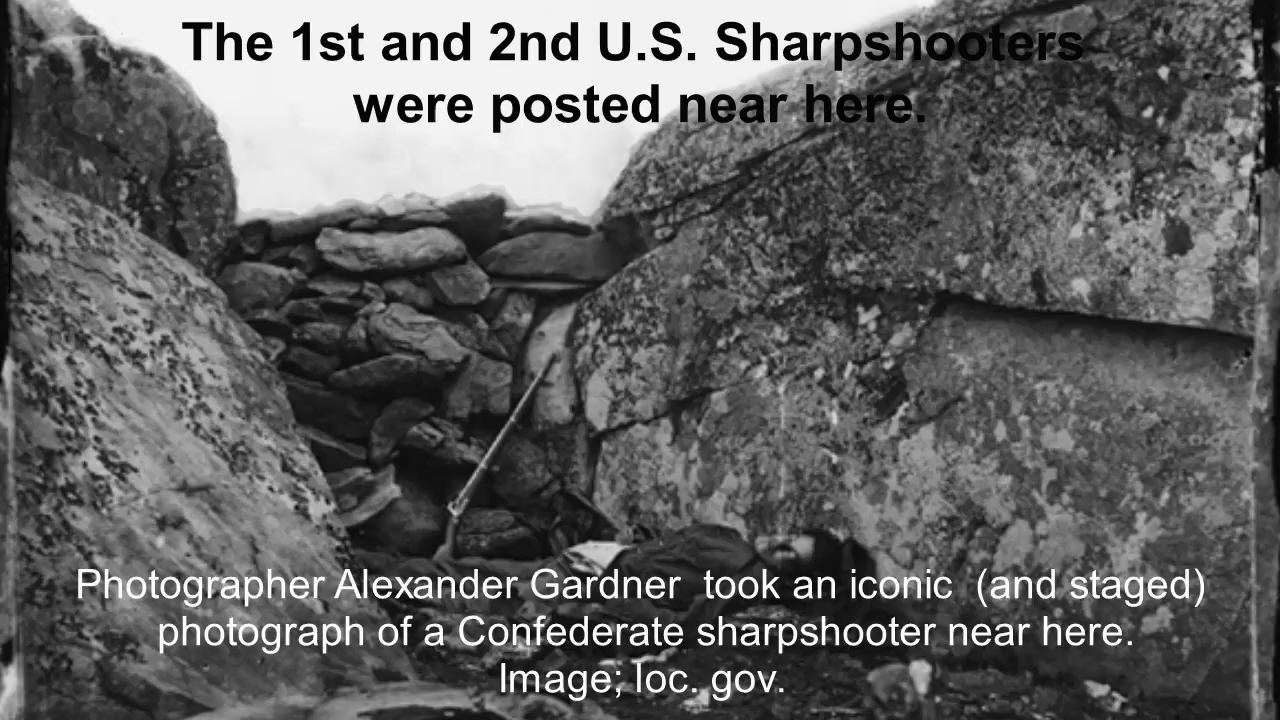 The 1st and 2nd U.S. Sharpshooters
were posted near here.
Photographer Alexander Gardner  took an iconic  (and staged)
photograph of a Confederate sharpshooter near here.
Image; loc. gov.